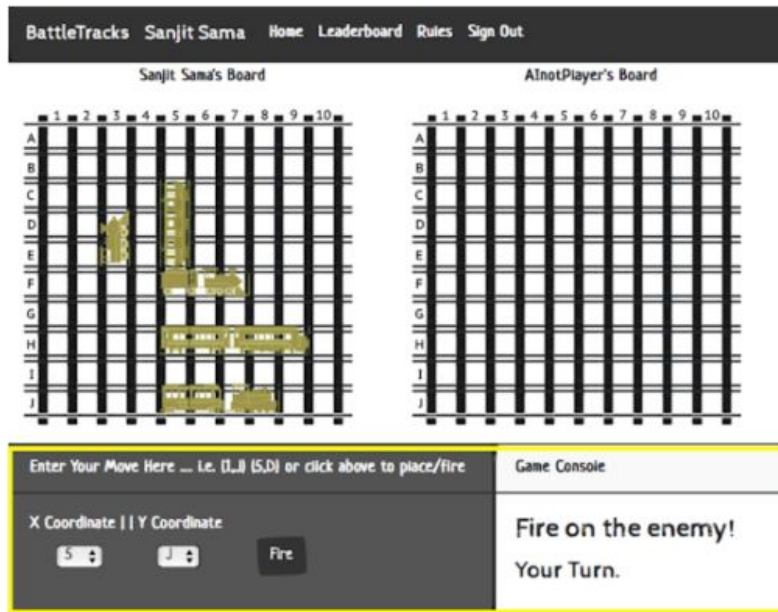 BattleTracks Sanjit Sama Home Leaderboard Rules Sign Out
Sanjit Sama's Board
1 2 3 4 5 6 7 8 9 10
A
B
C
D
E
F
G
H
I
J
AInotPlayer's Board
1 2 3 4 5 6 7 8 9 10
A
B
C
D
E
F
G
H
I
J
Enter Your Move Here ... i.e. (1,J) (5,D) or click above to place/fire
X Coordinate || Y Coordinate
5 J Fire
Game Console
Fire on the enemy!
Your Turn.